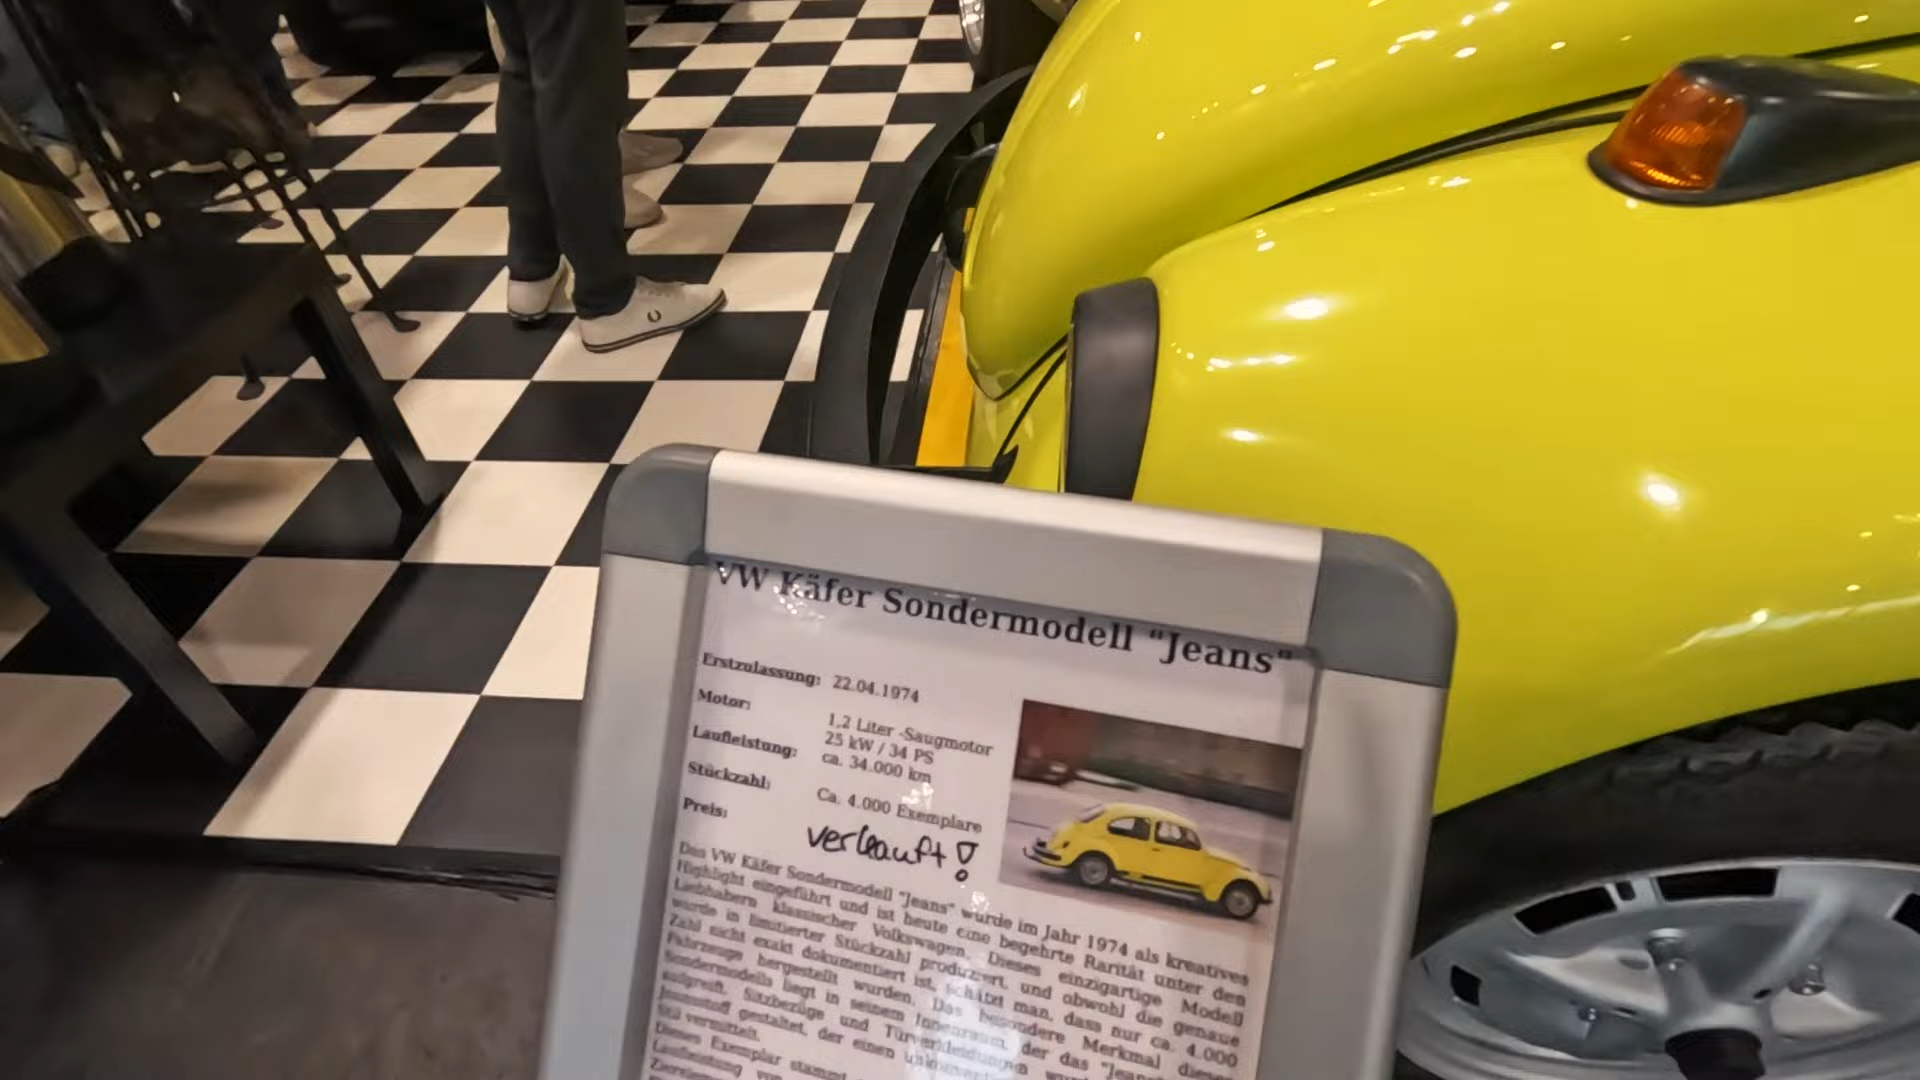 VW Käfer Sondermodell "Jeans"
Erstzulassung: 22.04.1974
Motor: 1,2 Liter -Saugmotor
25 kW / 34 PS
Laufleistung: ca. 34.000 km
Stückzahl: Ca. 4.000 Exemplare
Preis: verkauft!
Das VW Käfer Sondermodell "Jeans" wurde im Jahr 1974 als kreatives
Highlight eingeführt und ist heute eine begehrte Rarität unter den
Liebhabern klassischer Volkswagen. Dieses einzigartige Modell
wurde in limitierter Stückzahl produziert, und obwohl die genaue
Zahl nicht exakt dokumentiert ist, schätzt man, dass nur ca. 4.000
Fahrzeuge hergestellt wurden. Das besondere Merkmal dieses
Sondermodells liegt in seinem Innenraum, der das "Jeans"
aufgreift. Sitzbezüge und Türverkleidungen
Jeansstoff gestaltet, der einen
Stil vermittelt.
Dieses Exemplar stammt
Laufleistung von